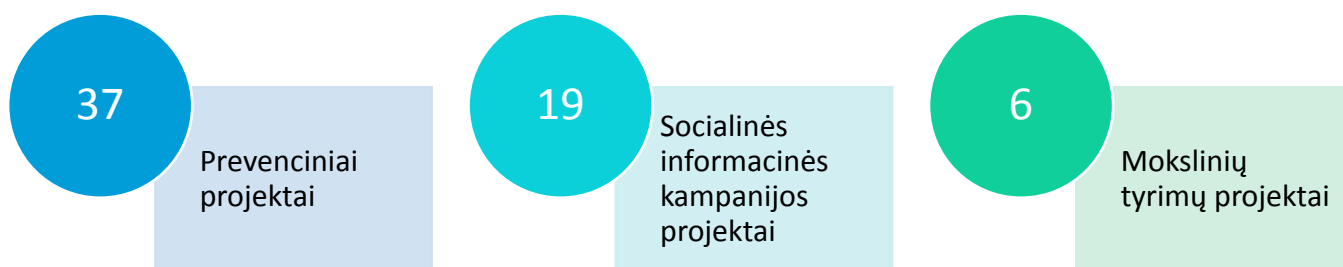 37
Prevenciniai
projektai
19
Socialinės
informacinės
kampanijos
projektai
6
Mokslinių
tyrimų projektai